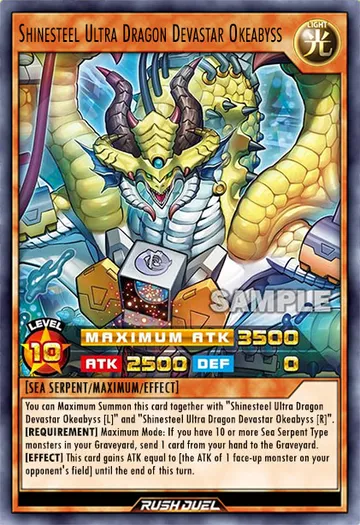 Shinesteel Ultra Dragon Devastar Okeabyss
LIGHT
光
SAMPLE
LEVEL
10
MAXIMUM ATK 3500
ATK 2500 DEF 0
[SEA SERPENT/MAXIMUM/EFFECT]
You can Maximum Summon this card together with "Shinesteel Ultra Dragon
Devastar Okeabyss [L]" and "Shinesteel Ultra Dragon Devastar Okeabyss [R]".
[REQUIREMENT] Maximum Mode: If you have 10 or more Sea Serpent Type
monsters in your Graveyard, send 1 card from your hand to the Graveyard.
[EFFECT] This card gains ATK equal to [the ATK of 1 face-up monster on your
opponent's field] until the end of this turn.
RUSH DUEL